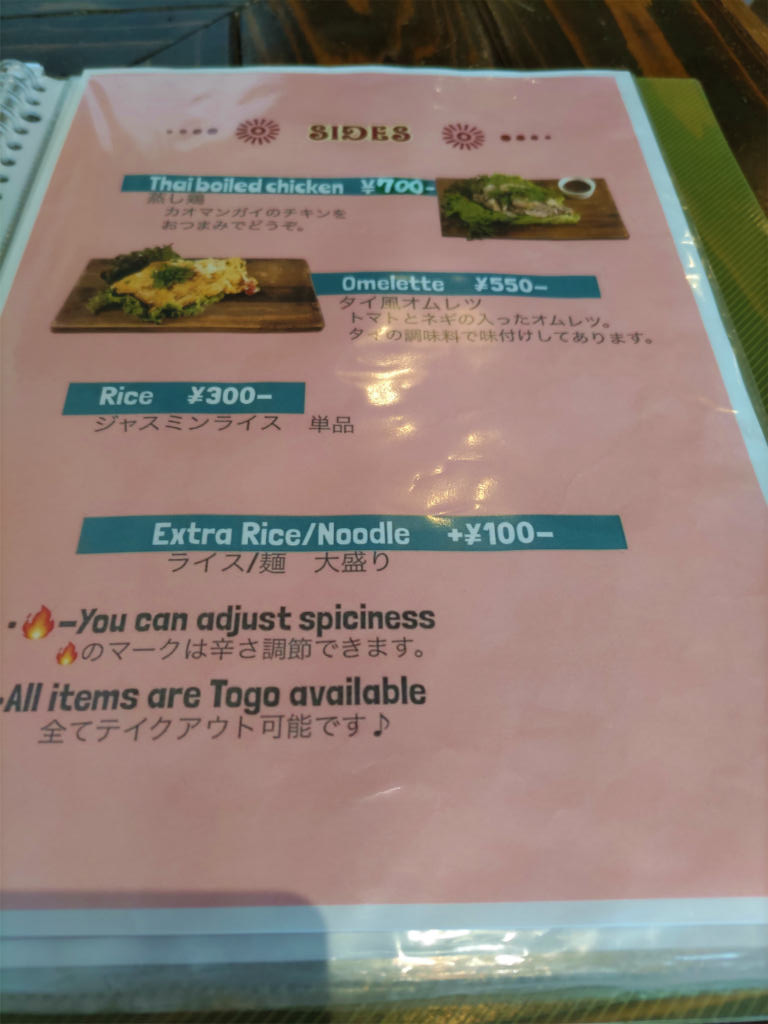 SIDES
Thai boiled chicken ¥700-
蒸し鶏
カオマンガイのチキンを
おつまみでどうぞ。
Omelette ¥550-
タイ風オムレツ
トマトとネギの入ったオムレツ。
タイの調味料で味付けしてあります。
Rice ¥300-
ジャスミンライス 単品
Extra Rice/Noodle +¥100-
ライス/麺 大盛り
・🔥-You can adjust spiciness
🔥のマークは辛さ調節できます。
・All items are Togo available
全てテイクアウト可能です♪